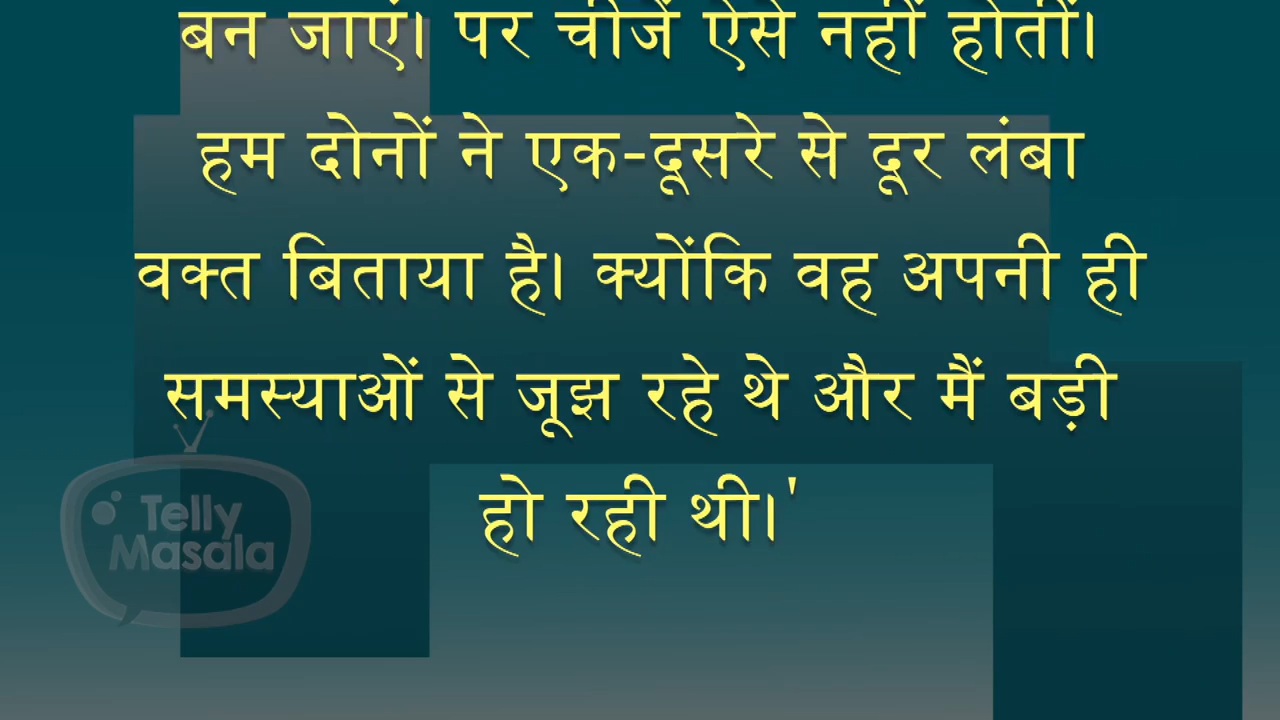 बन जाएं। पर चीजें ऐसे नहीं होतीं।
हम दोनों ने एक-दूसरे से दूर लंबा
वक्त बिताया है। क्योंकि वह अपनी ही
समस्याओं से जूझ रहे थे और मैं बड़ी
हो रही थी।'
Telly
Masala